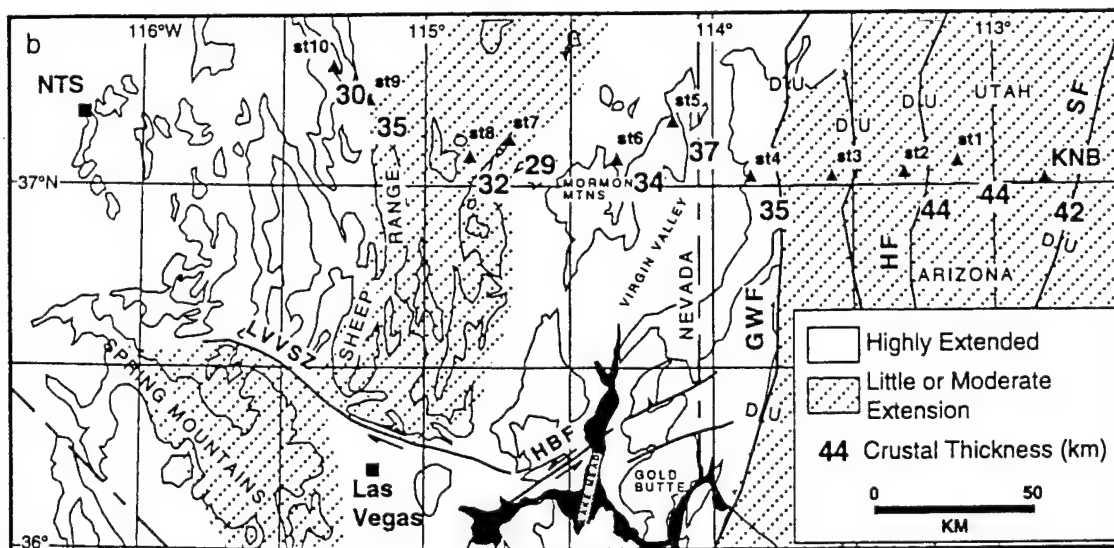 b
116°W
115°
114°
113°
NTS
st10
st9
30
35
st8
st7
32
29
st6
st5
37
MORMON
MTNS
34
st4
35
st3
st2
st1
44
44
42
KNB
SF
HF
GWF
D U
D U
D U
D U
D U
UTAH
ARIZONA
NEVADA
VIRGIN VALLEY
37°N
SHEEP RANGE
LVVSZ
SPRING MOUNTAINS
HBF
LAKE MEAD
GOLD
BUTTE
Las
Vegas
36°
Highly Extended
Little or Moderate
Extension
44 Crustal Thickness (km)
0 50
KM